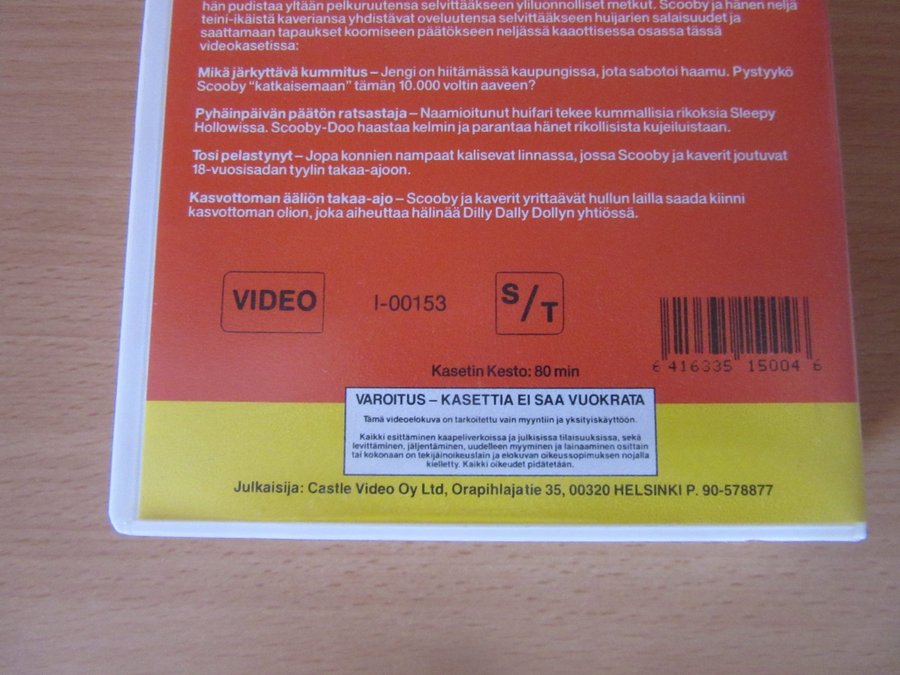 hän pudistaa yltään pelkuruutensa selvittääkseen yliluonnolliset metkut. Scooby ja hänen neljä
teini-ikäistä kaveriansa yhdistävät oveluutensa selvittääkseen huijarien salaisuudet ja
saattamaan tapaukset koomiseen päätökseen neljässä kaaottisessa osassa tässä
videokasetissa:
Mikä järkyttävä kummitus – Jengi on hiitämässä kaupungissa, jota sabotoi haamu. Pystyykö
Scooby "katkaisemaan" tämän 10.000 voltin aaveen?
Pyhäinpäivän päätön ratsastaja – Naamioitunut huifari tekee kummallisia rikoksia Sleepy
Hollowissa. Scooby-Doo haastaa kelmin ja parantaa hänet rikollisista kujeiluistaan.
Tosi pelastynyt – Jopa konnien nampaat kalisevat linnassa, jossa Scooby ja kaverit joutuvat
18-vuosisadan tyylin takaa-ajoon.
Kasvottoman ääliön takaa-ajo – Scooby ja kaverit yrittaävät hullun lailla saada kiinni
kasvottoman olion, joka aiheuttaa hälinää Dilly Dally Dollyn yhtiössä.
VIDEO I-00153 S/T
6 416335 15004 6
Kasetin Kesto: 80 min
VAROITUS – KASETTIA EI SAA VUOKRATA
Tämä videoelokuva on tarkoitettu vain myyntiin ja yksityiskäyttöön.
Kaikki esittäminen kaapeliverkoissa ja julkisissa tilaisuuksissa, sekä
levittäminen, jäljentäminen, uudelleen myyminen ja lainaaminen osittain
tai kokonaan on tekijäinoikeuslain ja elokuvan oikeussopimuksen nojalla
kielletty. Kaikki oikeudet pidätetään.
Julkaisija: Castle Video Oy Ltd, Orapihlajatie 35, 00320 HELSINKI P. 90-578877